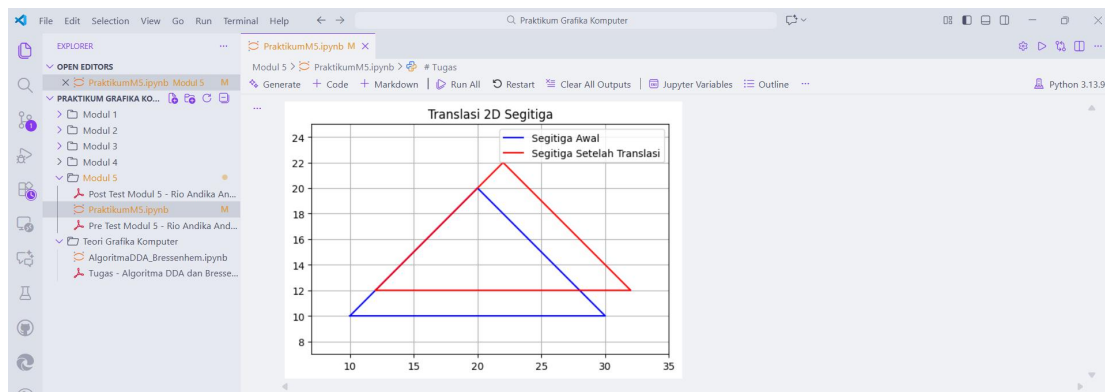 File Edit Selection View Go Run Terminal Help
Praktikum Grafika Komputer
EXPLORER
OPEN EDITORS
PraktikumM5.ipynb Modul 5 M
PRAKTIKUM GRAFIKA KO...
Modul 1
Modul 2
Modul 3
Modul 4
Modul 5
Post Test Modul 5 - Rio Andika An...
PraktikumM5.ipynb M
Pre Test Modul 5 - Rio Andika And...
Teori Grafika Komputer
AlgoritmaDDA_Bressenhem.ipynb
Tugas - Algoritma DDA dan Bresse...
1
PraktikumM5.ipynb M
Modul 5 > PraktikumM5.ipynb > # Tugas
Generate + Code + Markdown | Run All Restart Clear All Outputs | Jupyter Variables Outline ...
Python 3.13.9
Translasi 2D Segitiga
Segitiga Awal
Segitiga Setelah Translasi
24
22
20
18
16
14
12
10
8
10 15 20 25 30 35